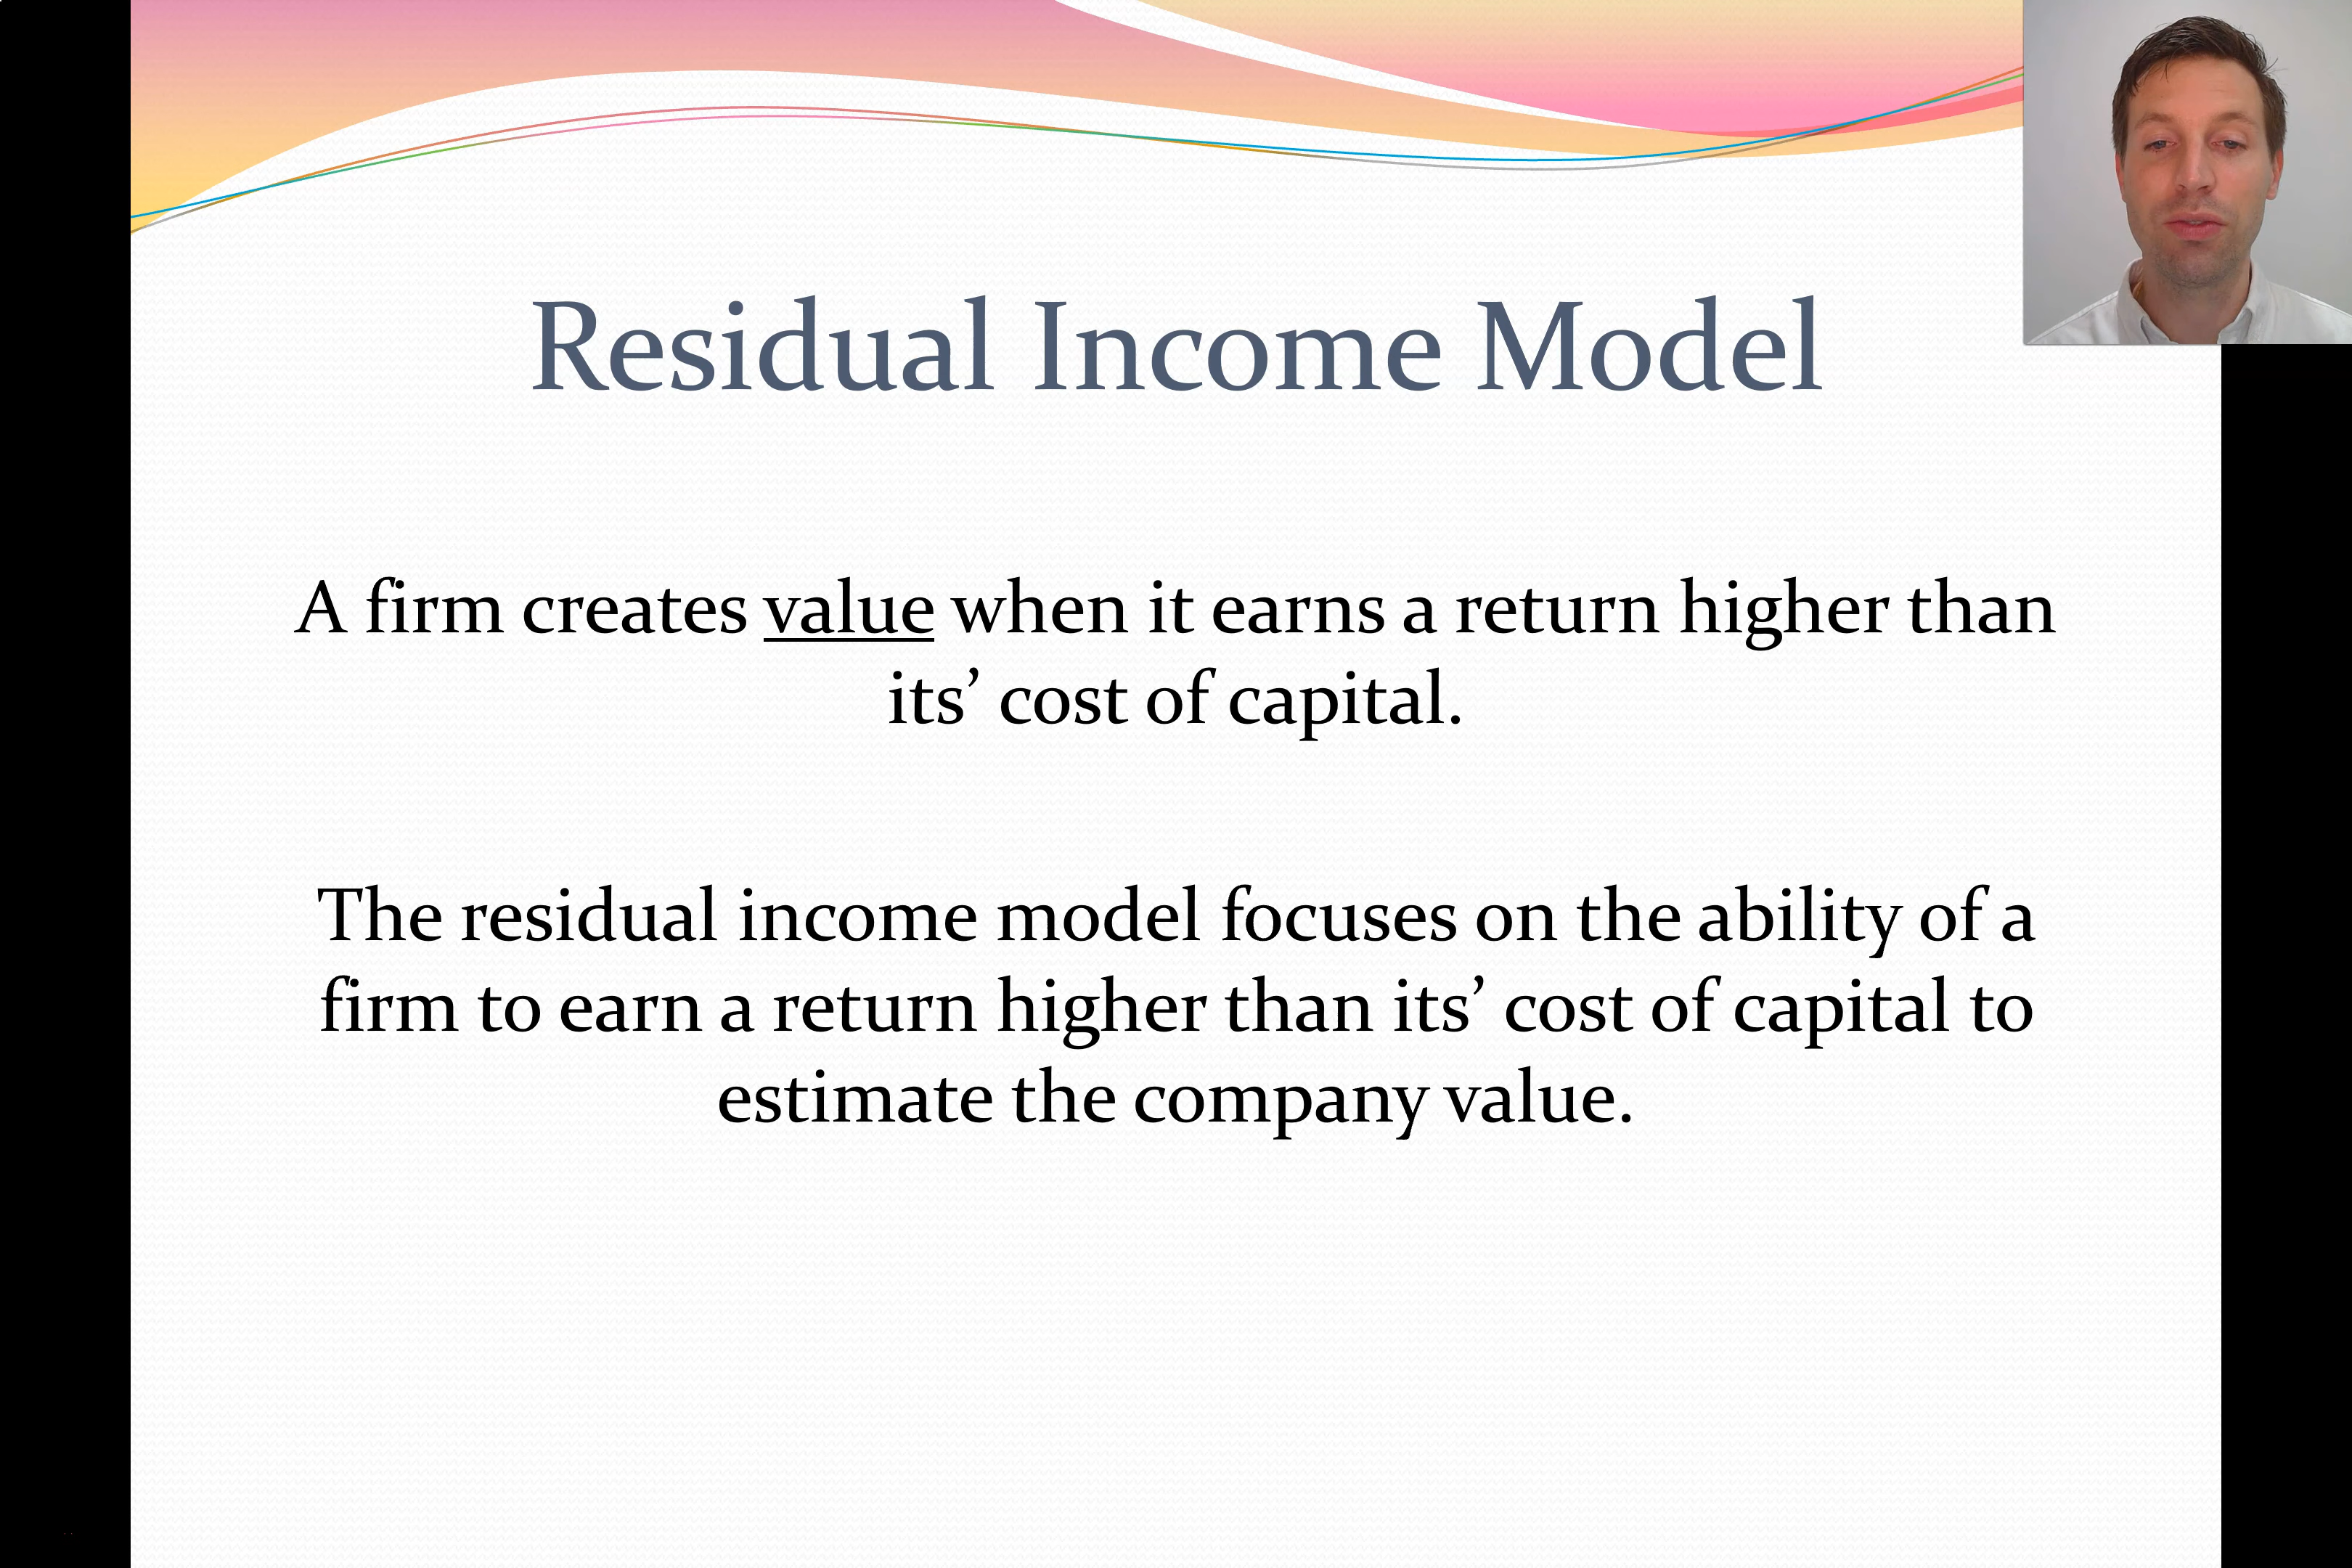 Residual Income Model
A firm creates value when it earns a return higher than
its’ cost of capital.
The residual income model focuses on the ability of a
firm to earn a return higher than its’ cost of capital to
estimate the company value.